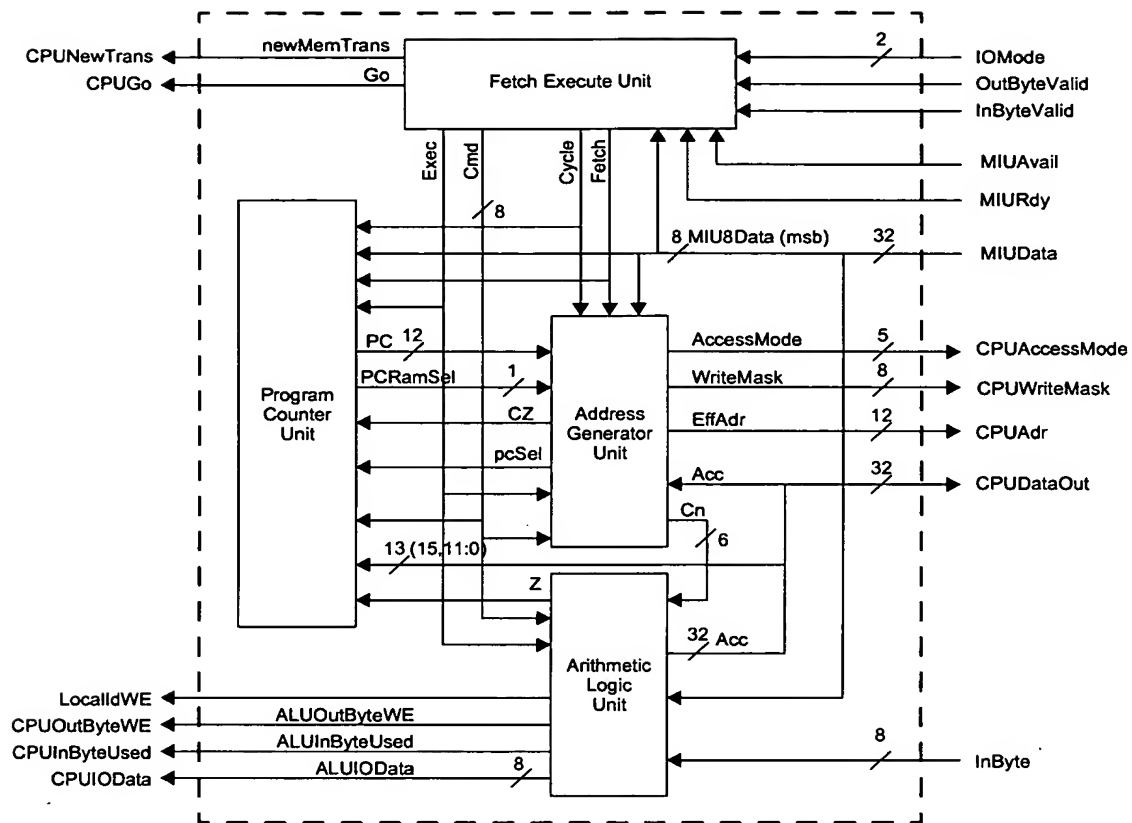 newMemTrans
CPUNewTrans
Go
CPUGo
Fetch Execute Unit
2
IOMode
OutByteValid
InByteValid
MIUAvail
MIURdy
Exec
Cmd
Cycle
Fetch
8
8 MIU8Data (msb)
32
MIUData
PC
12
PCRamSel
1
CZ
pcSel
Program
Counter
Unit
Address
Generator
Unit
AccessMode
5
CPUAccessMode
WriteMask
8
CPUWriteMask
EffAdr
12
CPUAdr
Acc
32
CPUDataOut
Cn
6
13 (15,11:0)
Z
32 Acc
Arithmetic
Logic
Unit
LocalIdWE
CPUOutByteWE
ALUOutByteWE
CPUInByteUsed
ALUInByteUsed
CPUIOData
ALUIOData
8
8
InByte